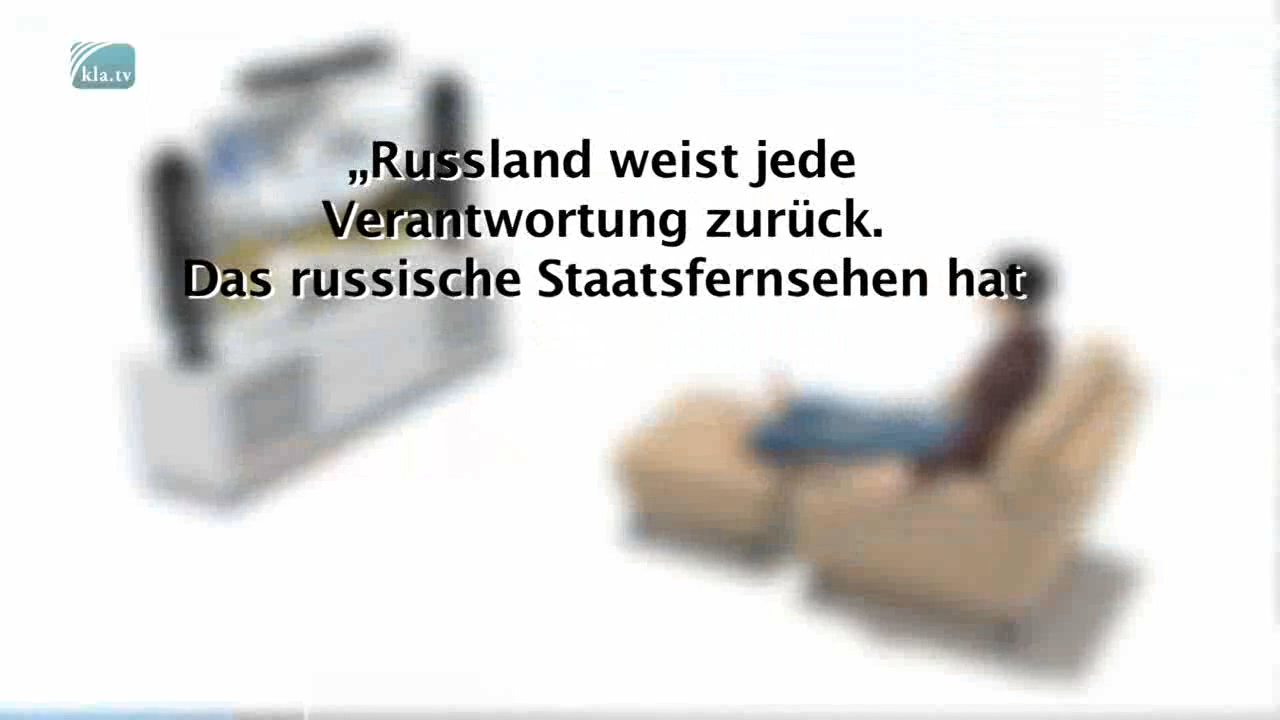 kla.tv
„Russland weist jede
Verantwortung zurück.
Das russische Staatsfernsehen hat